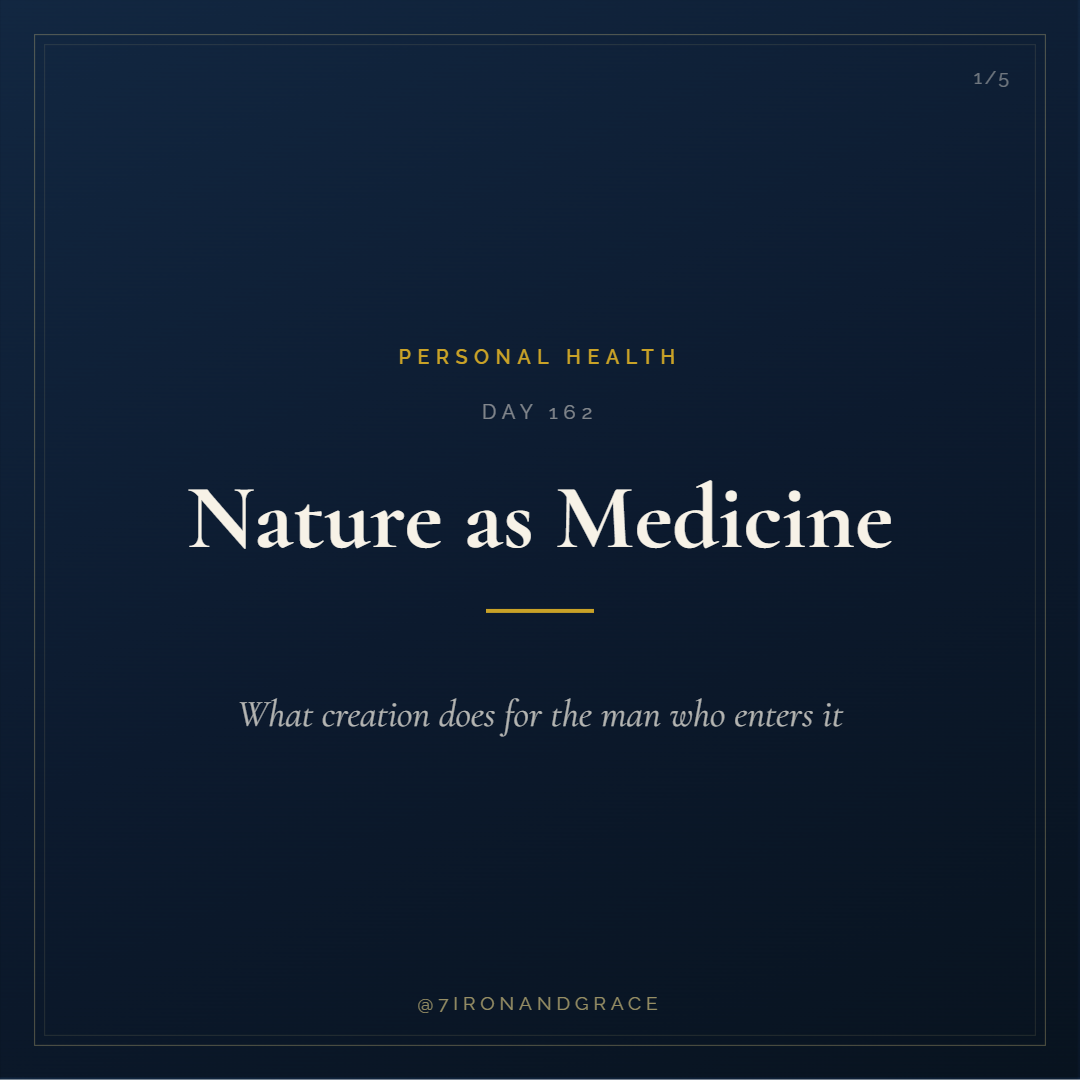 1/5
PERSONAL HEALTH
DAY 162
Nature as Medicine
What creation does for the man who enters it
@7IRONANDGRACE